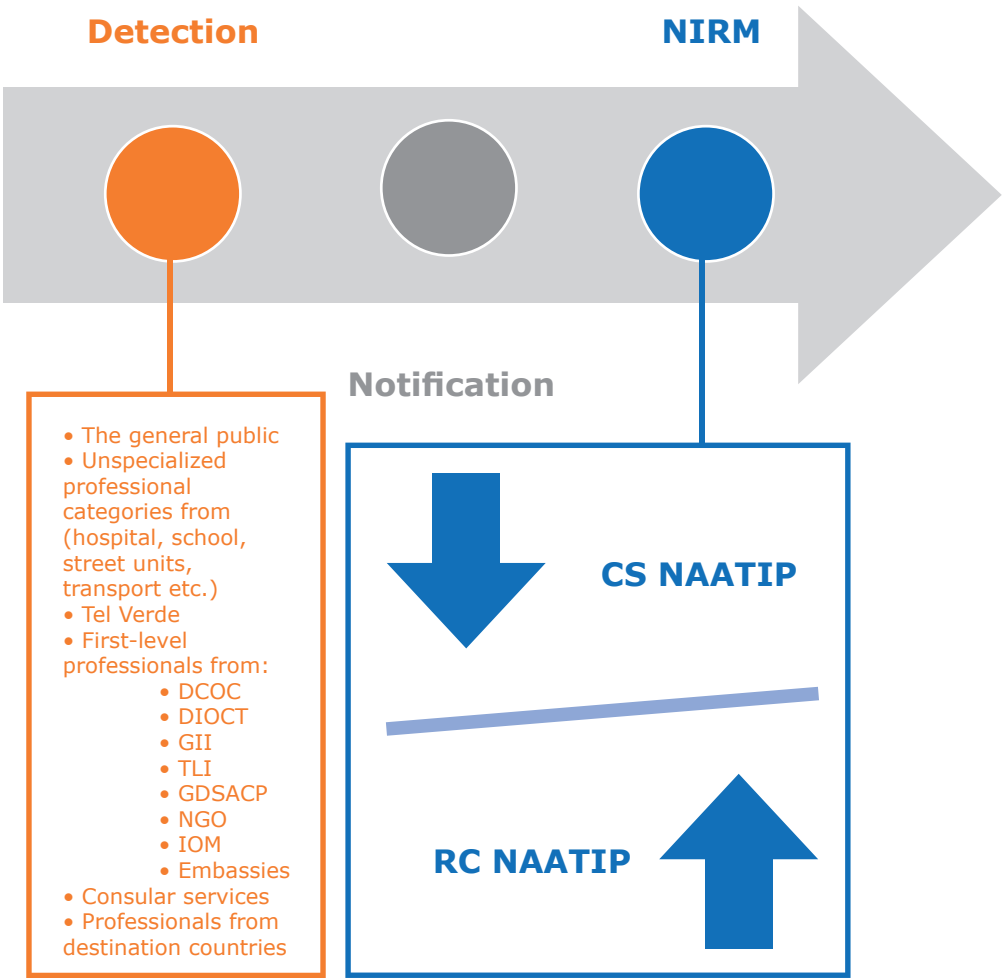 Detection
NIRM
Notification
• The general public
• Unspecialized
professional
categories from
(hospital, school,
street units,
transport etc.)
• Tel Verde
• First-level
professionals from:
• DCOC
• DIOCT
• GII
• TLI
• GDSACP
• NGO
• IOM
• Embassies
• Consular services
• Professionals from
destination countries
CS NAATIP
RC NAATIP